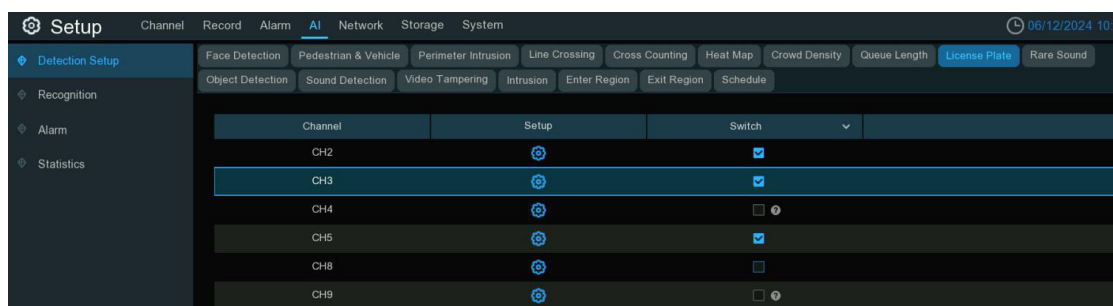 Setup Channel Record Alarm AI Network Storage System 06/12/2024 10:
Detection Setup
Recognition
Alarm
Statistics
Face Detection Pedestrian & Vehicle Perimeter Intrusion Line Crossing Cross Counting Heat Map Crowd Density Queue Length License Plate Rare Sound
Object Detection Sound Detection Video Tampering Intrusion Enter Region Exit Region Schedule
Channel Setup Switch
CH2
CH3
CH4 ?
CH5
CH8
CH9 ?